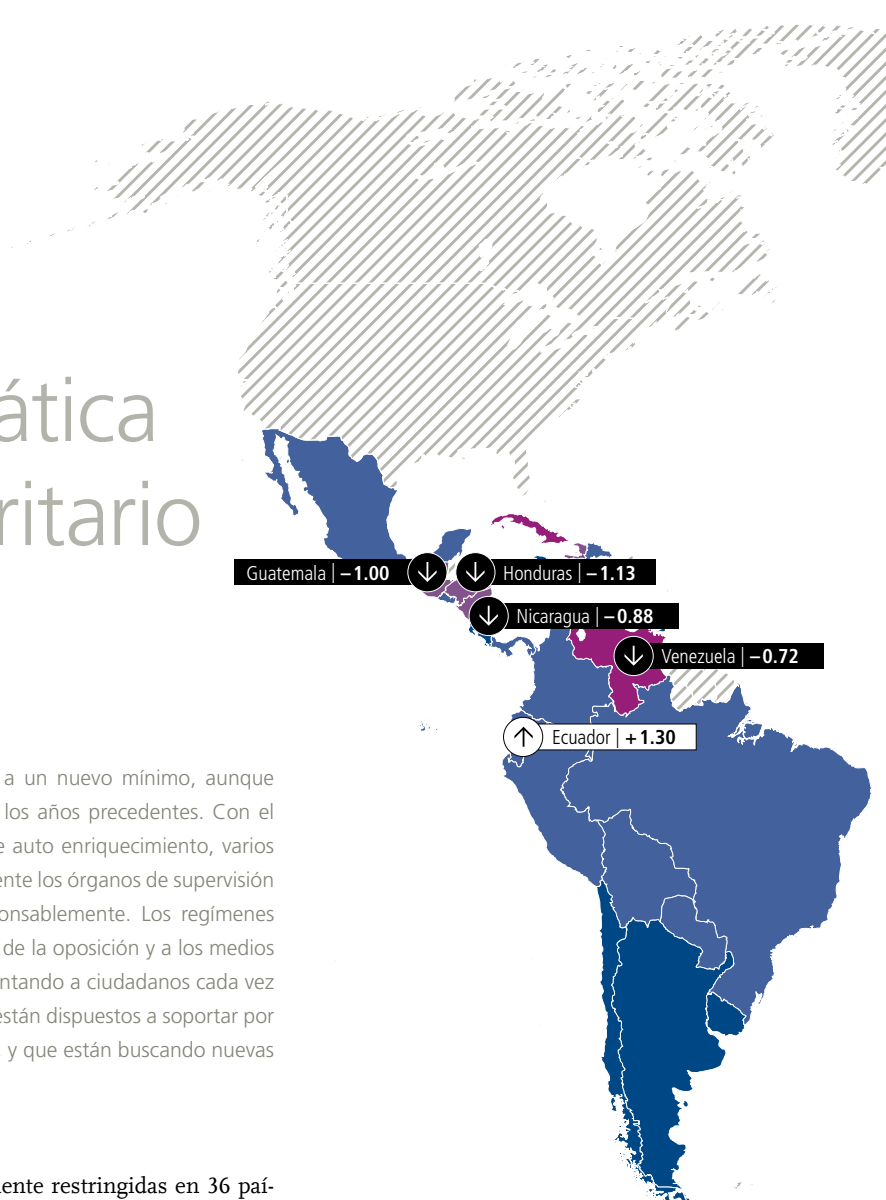 ática
ritario
Guatemala | –1.00
Honduras | –1.13
Nicaragua | –0.88
Venezuela | –0.72
Ecuador | +1.30
a un nuevo mínimo, aunque
los años precedentes. Con el
e auto enriquecimiento, varios
ente los órganos de supervisión
onsablemente. Los regímenes
de la oposición y a los medios
ntando a ciudadanos cada vez
están dispuestos a soportar por
y que están buscando nuevas
ente restringidas en 36 paí-